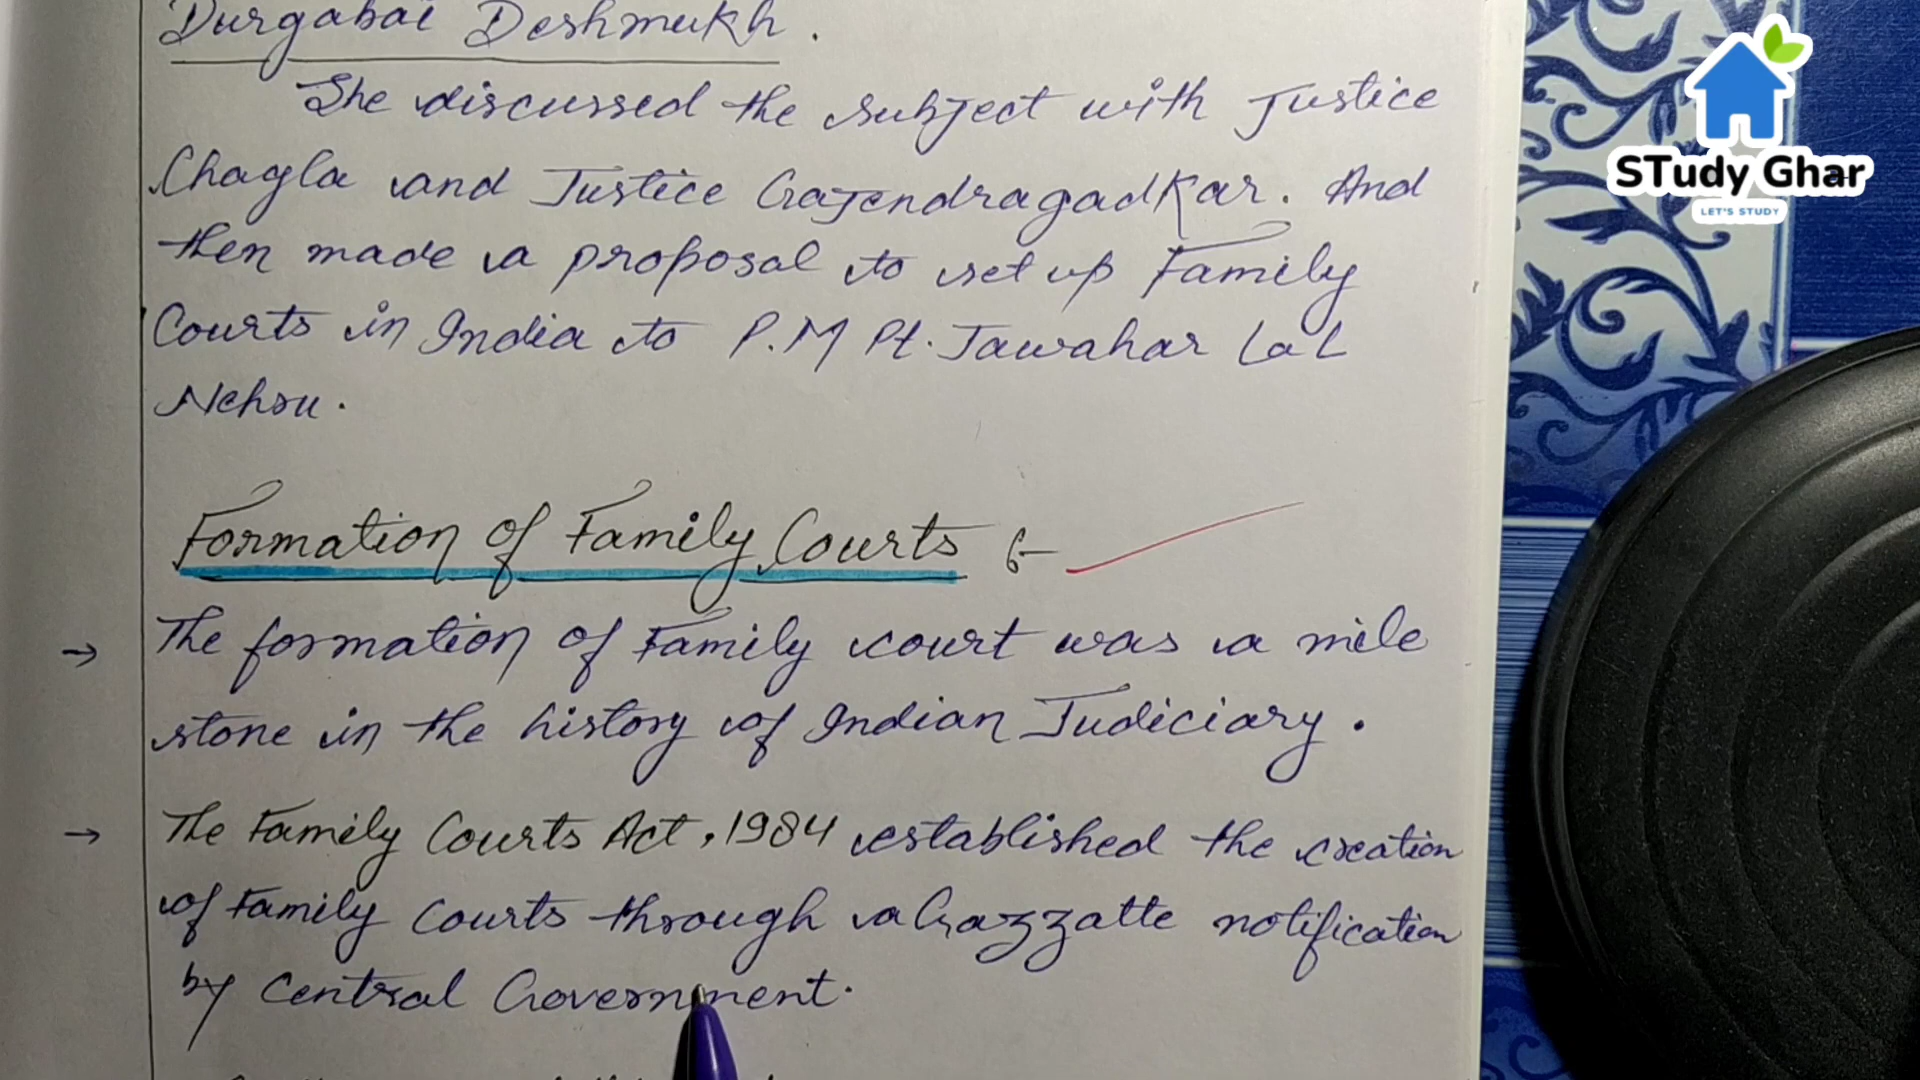 Durgabai Deshmukh.
She discussed the subject with Justice
Chagla and Justice Gajendragadkar. And
then made a proposal to set up Family
Courts in India to P.M Pt. Jawahar Lal
Nehru.
Formation of Family Courts :-
→ The formation of Family court was a mile
stone in the history of Indian Judiciary.
→ The Family Courts Act, 1984 established the creation
of Family Courts through a Gazzatte notification
by Central Government.
STudy Ghar
LET'S STUDY